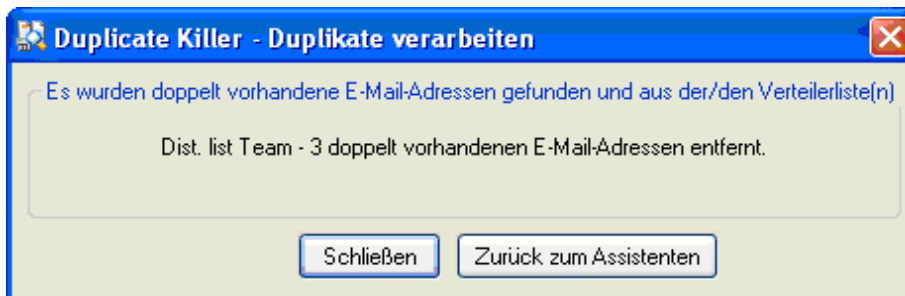 Duplicate Killer - Duplikate verarbeiten
Es wurden doppelt vorhandene E-Mail-Adressen gefunden und aus der/den Verteilerliste(n)
Dist. list Team - 3 doppelt vorhandenen E-Mail-Adressen entfernt.
Schließen
Zurück zum Assistenten